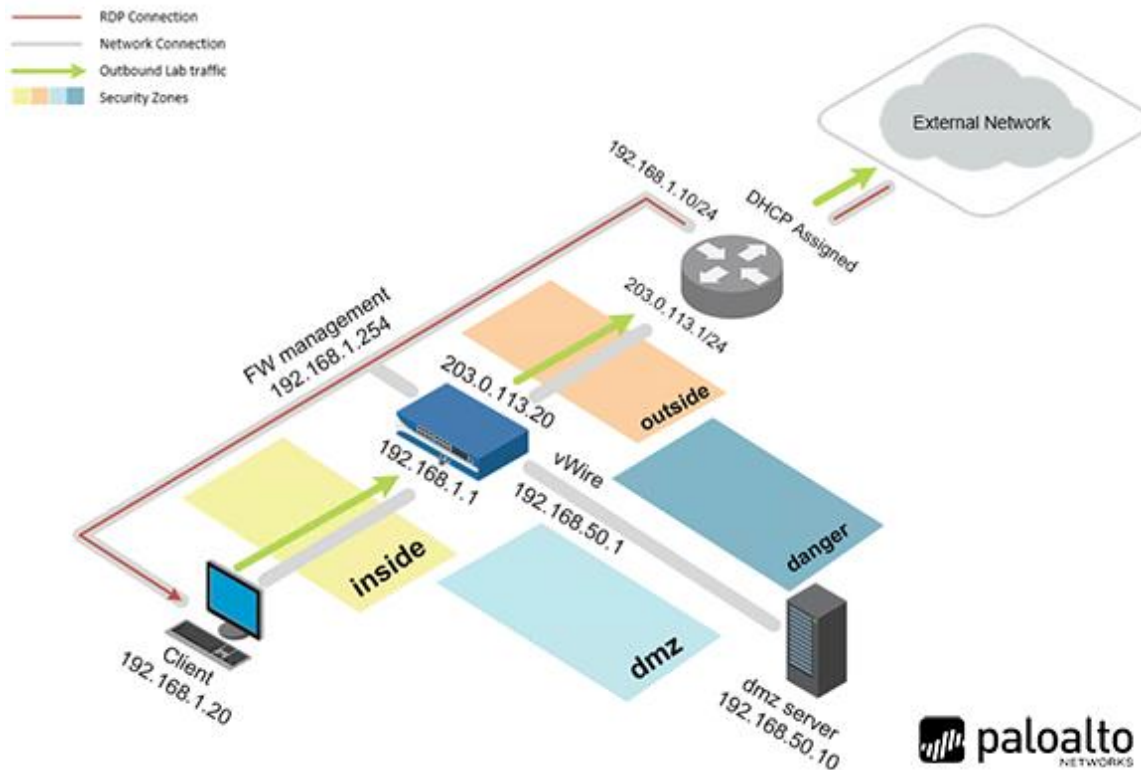 RDP Connection
Network Connection
Outbound Lab traffic
Security Zones
External Network
192.168.1.10/24
DHCP Assigned
203.0.113.1/24
FW management
192.168.1.254
203.0.113.20
outside
192.168.1.1
vWire
192.168.50.1
danger
inside
dmz
Client
192.168.1.20
dmz server
192.168.50.10
paloalto
NETWORKS